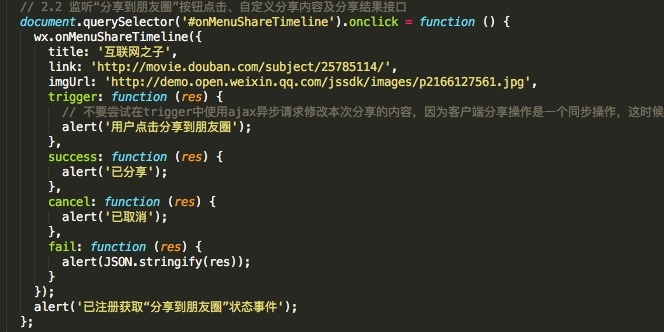 // 2.2 监听“分享到朋友圈”按钮点击、自定义分享内容及分享结果接口
document.querySelector('#onMenuShareTimeline').onclick = function () {
wx.onMenuShareTimeline({
title: '互联网之子',
link: 'http://movie.douban.com/subject/25785114/',
imgUrl: 'http://demo.open.weixin.qq.com/jssdk/images/p2166127561.jpg',
trigger: function (res) {
// 不要尝试在trigger中使用ajax异步请求修改本次分享的内容，因为客户端分享操作是一个同步操作，这时候
alert('用户点击分享到朋友圈');
},
success: function (res) {
alert('已分享');
},
cancel: function (res) {
alert('已取消');
},
fail: function (res) {
alert(JSON.stringify(res));
}
});
alert('已注册获取“分享到朋友圈”状态事件');
};